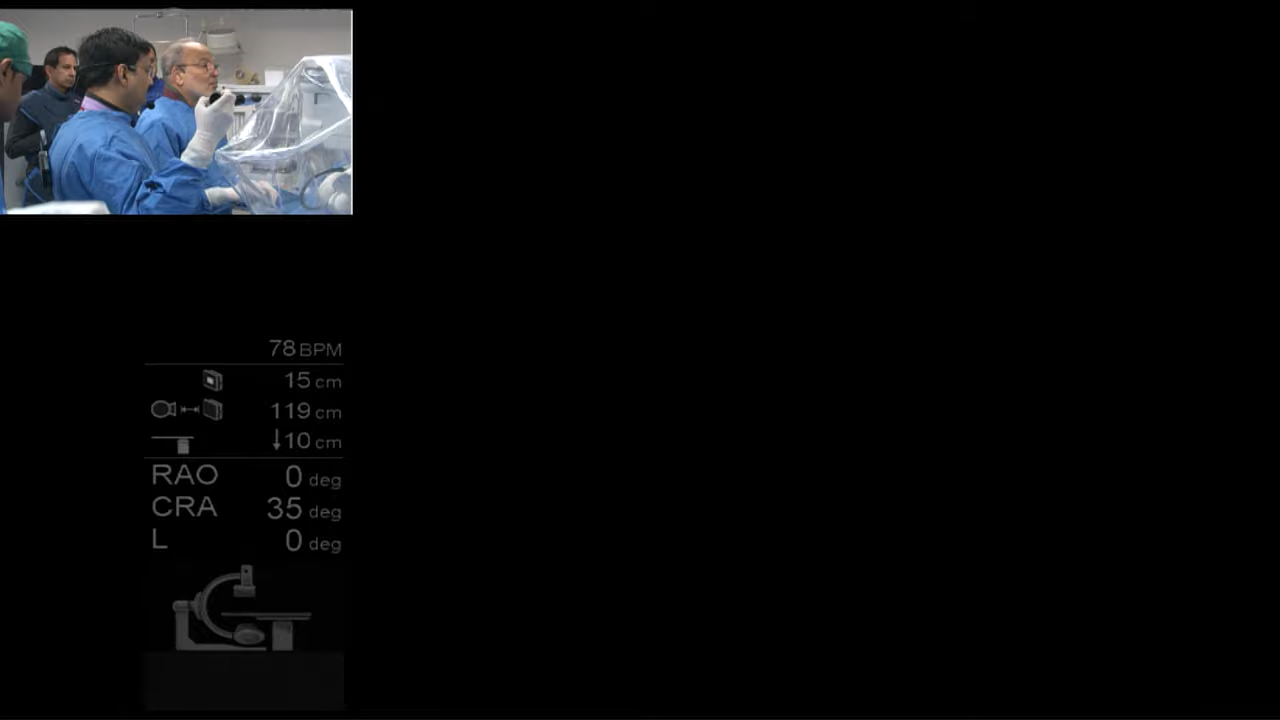 78 BPM
15 cm
119 cm
↓10 cm
RAO 0 deg
CRA 35 deg
L 0 deg